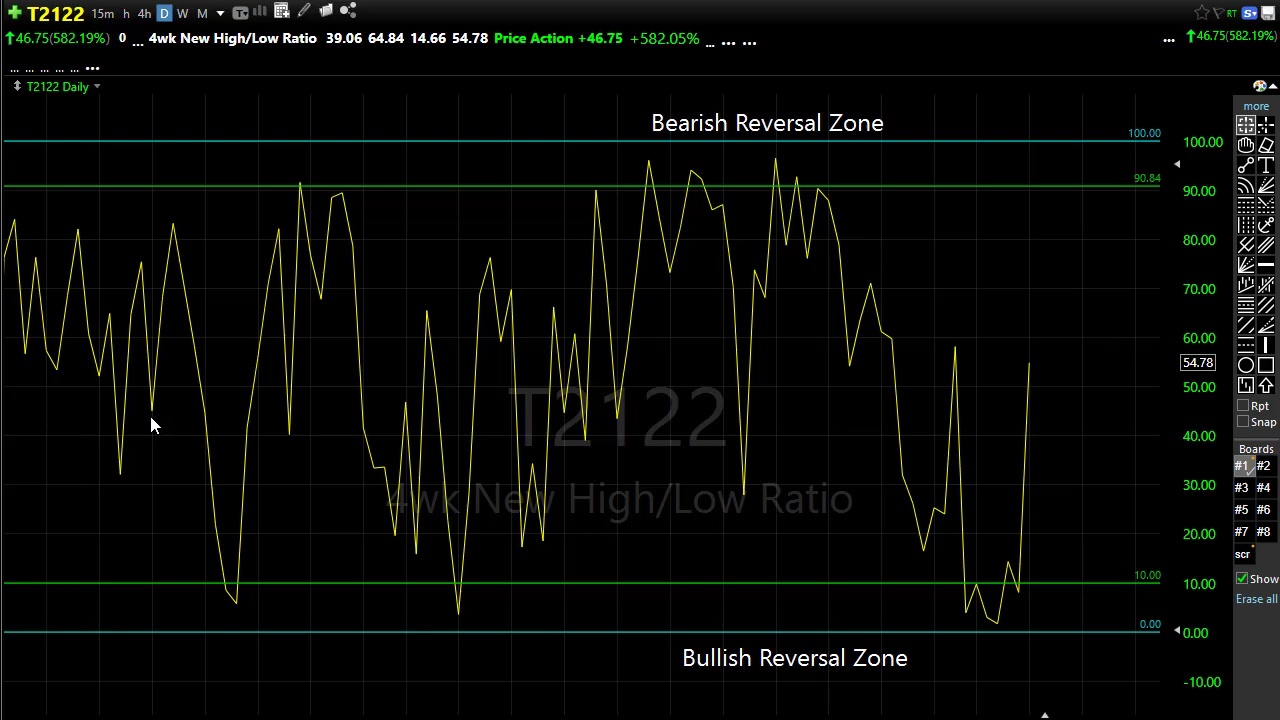 T2122 15m h 4h D W M T RT S
↑46.75(582.19%) 0 ... 4wk New High/Low Ratio 39.06 64.84 14.66 54.78 Price Action +46.75 +582.05% ... ... ... ... ↑46.75(582.19%)
... ... ... ... ... ...
T2122 Daily
more
Bearish Reversal Zone
100.00 100.00
90.84
90.00
80.00
70.00
60.00
54.78
50.00
T2122
40.00
4wk New High/Low Ratio
30.00
20.00
10.00 10.00
0.00 0.00
Bullish Reversal Zone
-10.00
T
Rpt
Snap
Boards
#1 #2
#3 #4
#5 #6
#7 #8
scr
Show
Erase all